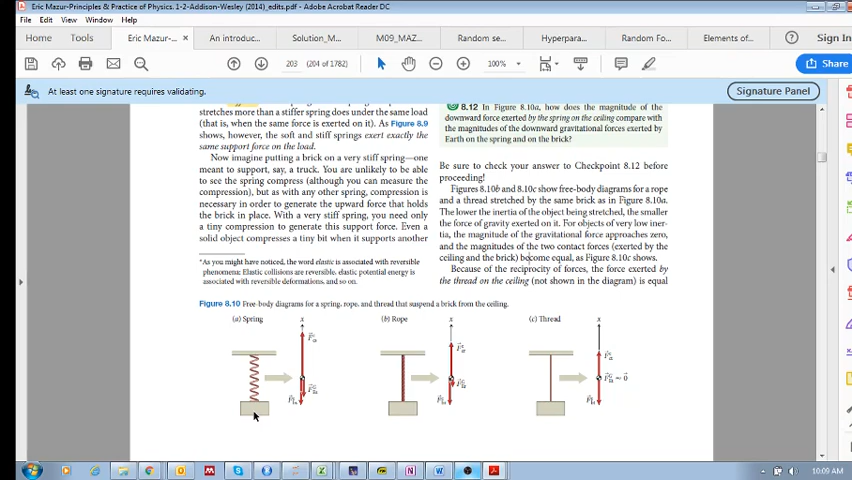 Eric Mazur-Principles & Practice of Physics. 1-2-Addison-Wesley (2014)_edits.pdf - Adobe Acrobat Reader DC
File Edit View Window Help
Home Tools Eric Mazur-... × An introduc... Solution_M... M09_MAZ... Random se... Hyperpara... Random Fo... Elements of... Sign In
203 (204 of 1782) 100% Share
At least one signature requires validating. Signature Panel
stretches more than a stiffer spring does under the same load
(that is, when the same force is exerted on it). As Figure 8.9
shows, however, the soft and stiff springs exert exactly the
same support force on the load.
Now imagine putting a brick on a very stiff spring—one
meant to support, say, a truck. You are unlikely to be able
to see the spring compress (although you can measure the
compression), but as with any other spring, compression is
necessary in order to generate the upward force that holds
the brick in place. With a very stiff spring, you need only
a tiny compression to generate this support force. Even a
solid object compresses a tiny bit when it supports another
*As you might have noticed, the word elastic is associated with reversible
phenomena: Elastic collisions are reversible, elastic potential energy is
associated with reversible deformations, and so on.
8.12 In Figure 8.10a, how does the magnitude of the
downward force exerted by the spring on the ceiling compare with
the magnitudes of the downward gravitational forces exerted by
Earth on the spring and on the brick?
Be sure to check your answer to Checkpoint 8.12 before
proceeding!
Figures 8.10b and 8.10c show free-body diagrams for a rope
and a thread stretched by the same brick as in Figure 8.10a.
The lower the inertia of the object being stretched, the smaller
the force of gravity exerted on it. For objects of very low iner-
tia, the magnitude of the gravitational force approaches zero,
and the magnitudes of the two contact forces (exerted by the
ceiling and the brick) become equal, as Figure 8.10c shows.
Because of the reciprocity of forces, the force exerted by
the thread on the ceiling (not shown in the diagram) is equal
Figure 8.10 Free-body diagrams for a spring, rope, and thread that suspend a brick from the ceiling.
(a) Spring x (b) Rope x (c) Thread x
10:09 AM